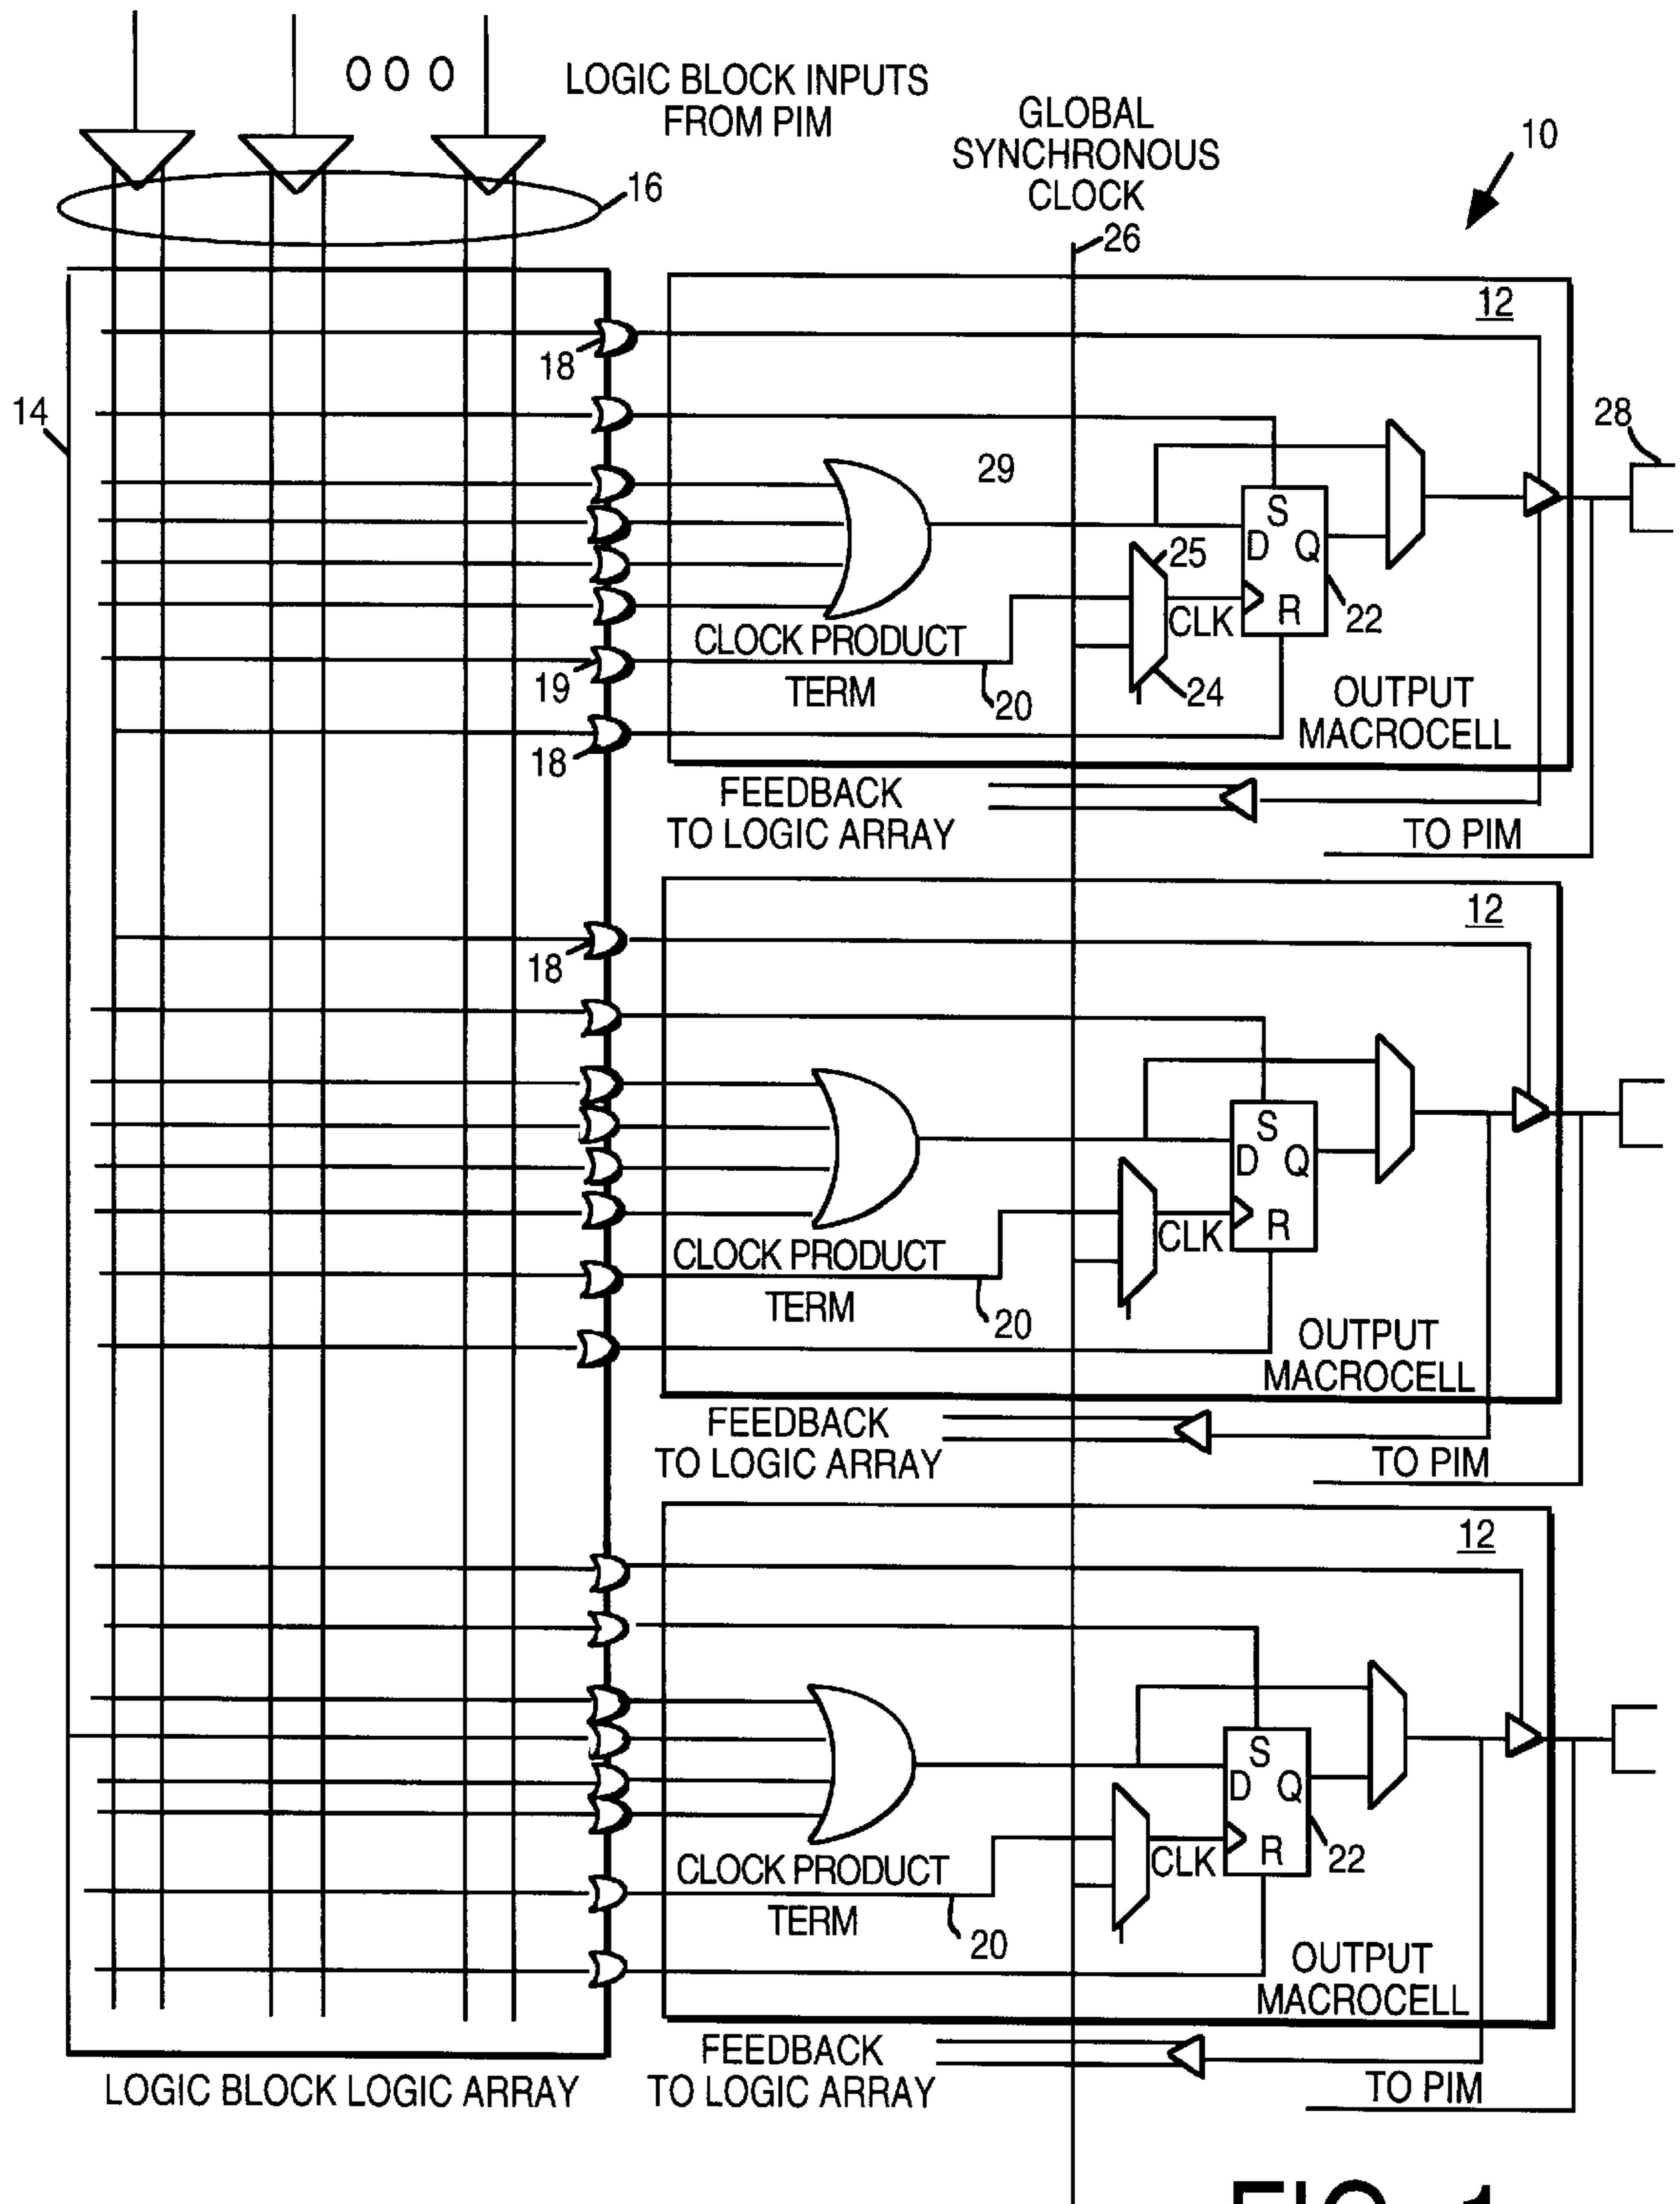 O O O
LOGIC BLOCK INPUTS
FROM PIM
GLOBAL
SYNCHRONOUS
CLOCK
10
16
26
12
18
14
28
29
S
D Q
25
CLK
R
22
CLOCK PRODUCT
TERM
19
20
24
OUTPUT
MACROCELL
18
FEEDBACK
TO LOGIC ARRAY
TO PIM
12
18
S
D Q
CLK
R
CLOCK PRODUCT
TERM
20
OUTPUT
MACROCELL
FEEDBACK
TO LOGIC ARRAY
TO PIM
12
S
D Q
CLK
R
22
CLOCK PRODUCT
TERM
20
OUTPUT
MACROCELL
FEEDBACK
TO LOGIC ARRAY
TO PIM
LOGIC BLOCK LOGIC ARRAY
FIG. 1